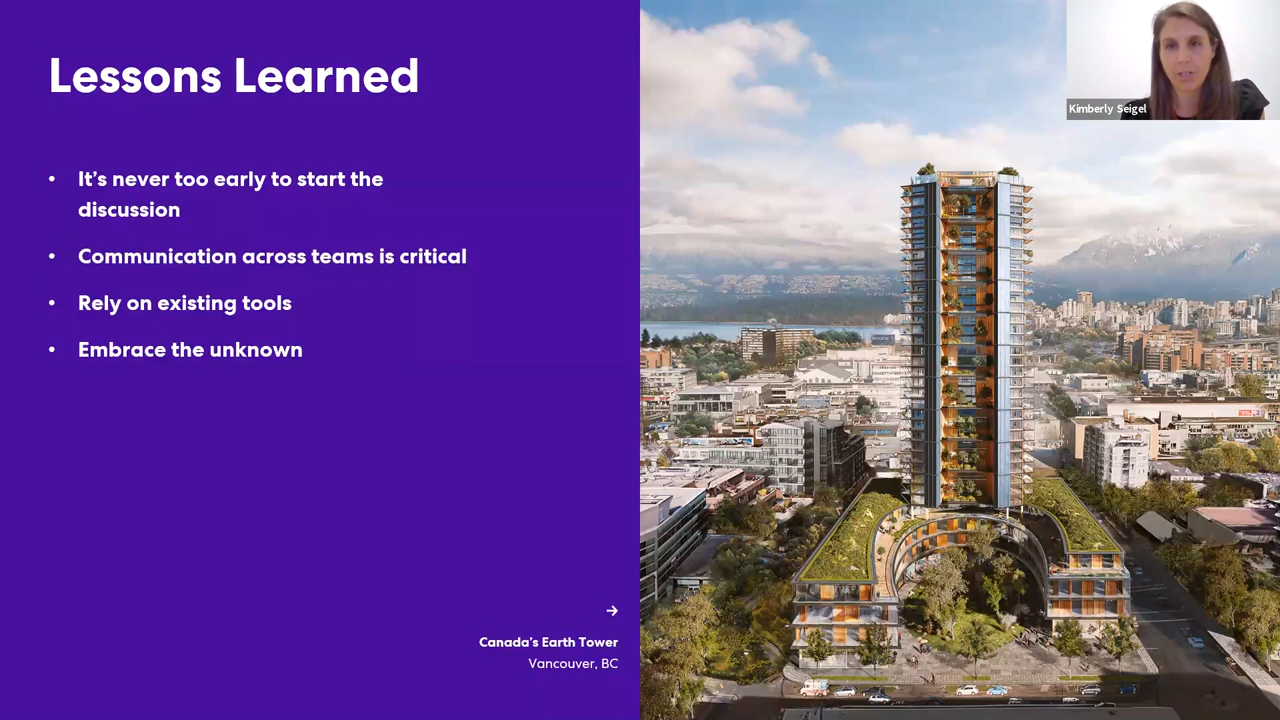 Lessons Learned
• It's never too early to start the
discussion
• Communication across teams is critical
• Rely on existing tools
• Embrace the unknown
→
Canada's Earth Tower
Vancouver, BC
Kimberly Seigel